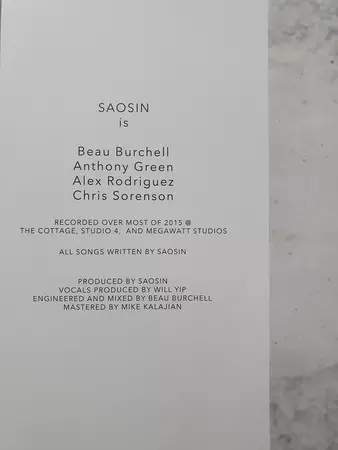 SAOSIN
is
Beau Burchell
Anthony Green
Alex Rodriguez
Chris Sorenson
RECORDED OVER MOST OF 2015 @
THE COTTAGE, STUDIO 4, AND MEGAWATT STUDIOS
ALL SONGS WRITTEN BY SAOSIN
PRODUCED BY SAOSIN
VOCALS PRODUCED BY WILL YIP
ENGINEERED AND MIXED BY BEAU BURCHELL
MASTERED BY MIKE KALAJIAN